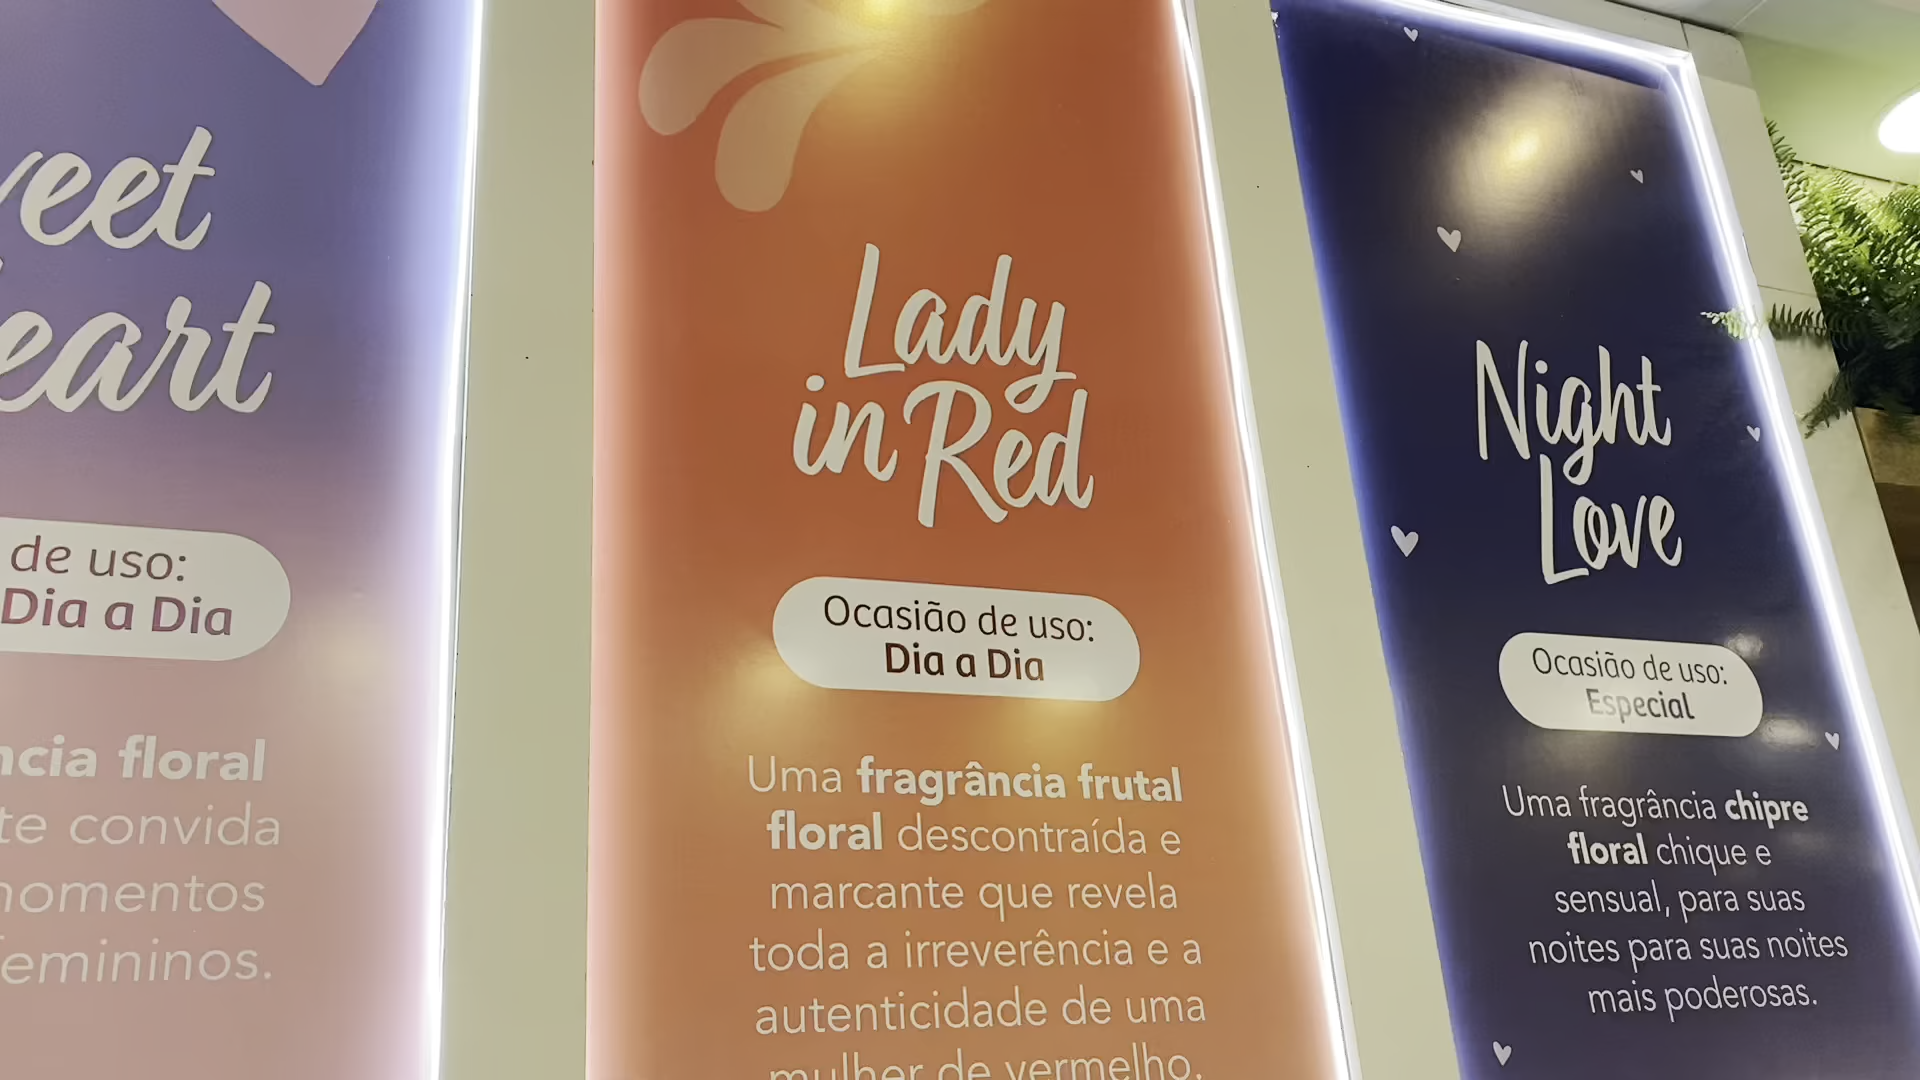 eet
eart
de uso:
Dia a Dia
ncia floral
te convida
momentos
femininos.
Lady
in Red
Ocasião de uso:
Dia a Dia
Uma fragrância frutal
floral descontraída e
marcante que revela
toda a irreverência e a
autenticidade de uma
mulher de vermelho.
Night
Love
Ocasião de uso:
Especial
Uma fragrância chipre
floral chique e
sensual, para suas
noites para suas noites
mais poderosas.